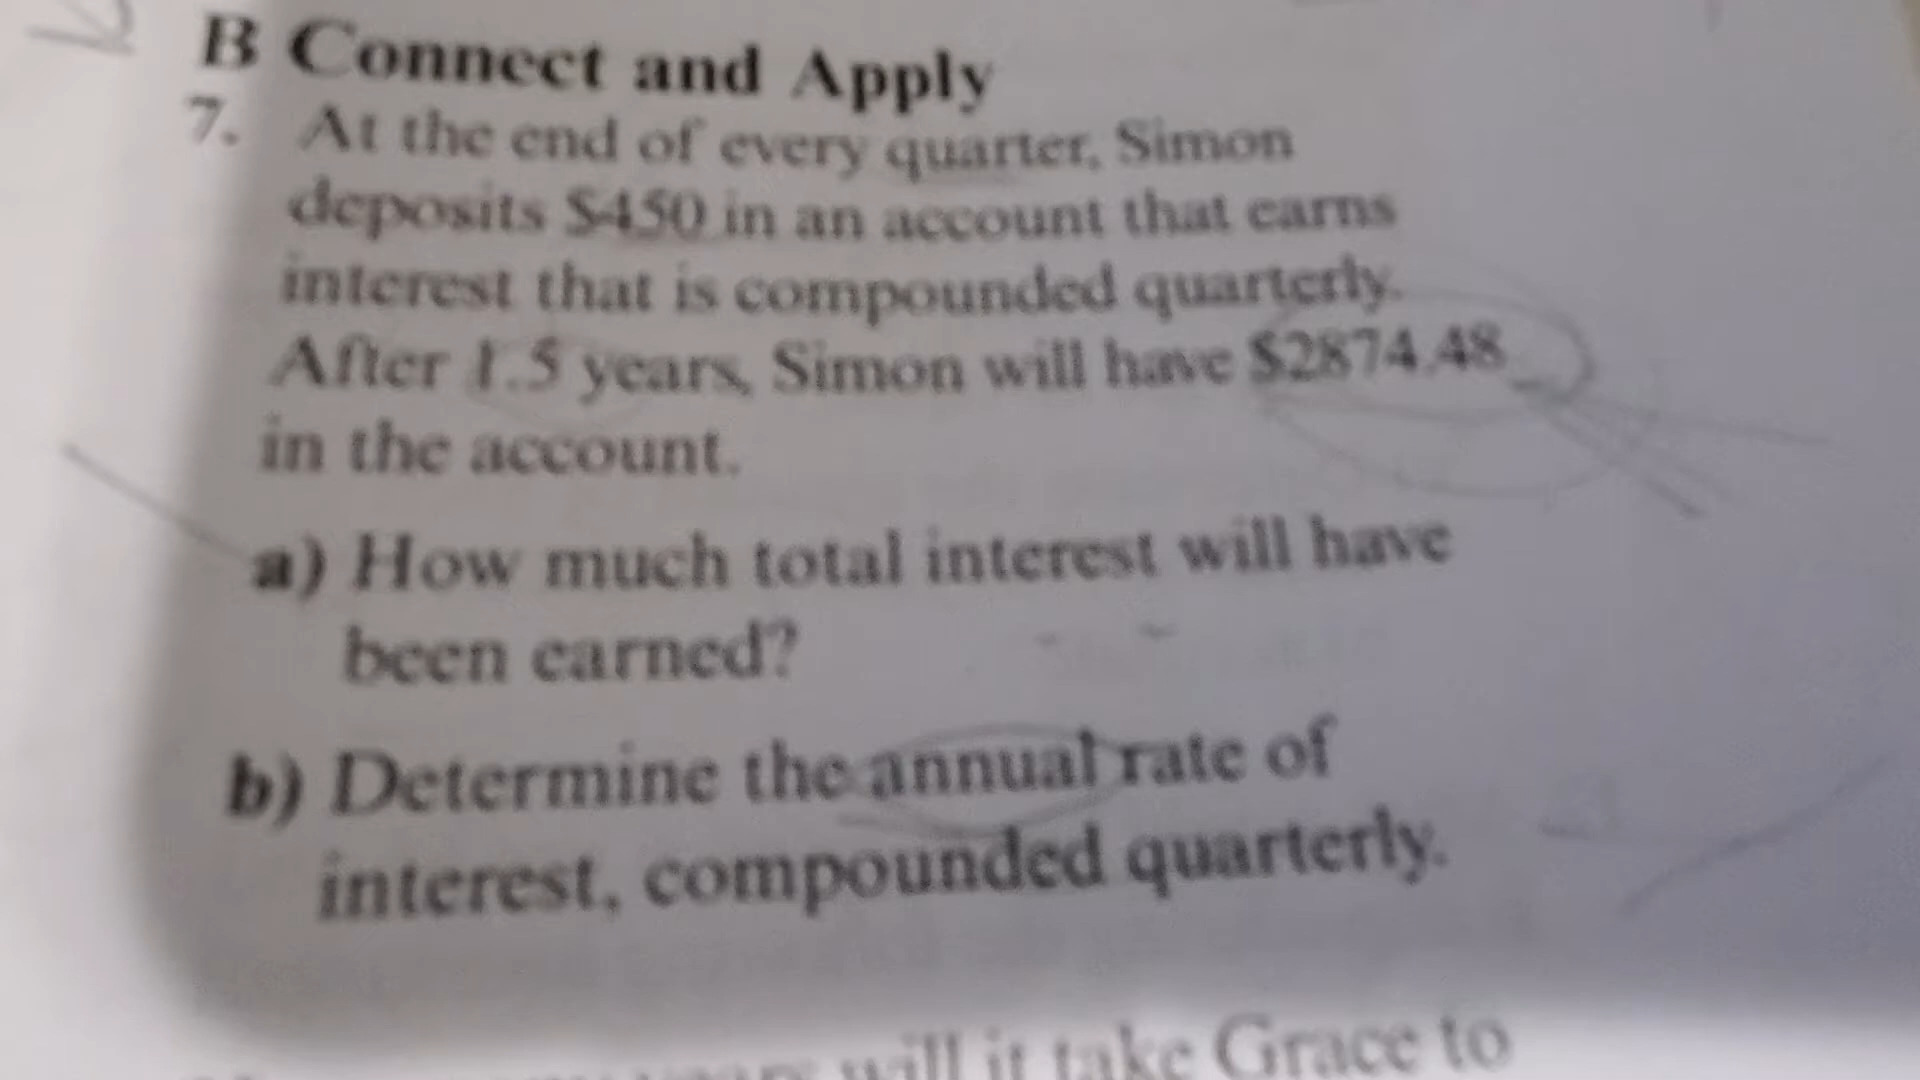 B Connect and Apply
7. At the end of every quarter, Simon
deposits $450 in an account that earns
interest that is compounded quarterly.
After 1.5 years, Simon will have $2874.48
in the account.
a) How much total interest will have
been earned?
b) Determine the annual rate of
interest, compounded quarterly.
years will it take Grace to